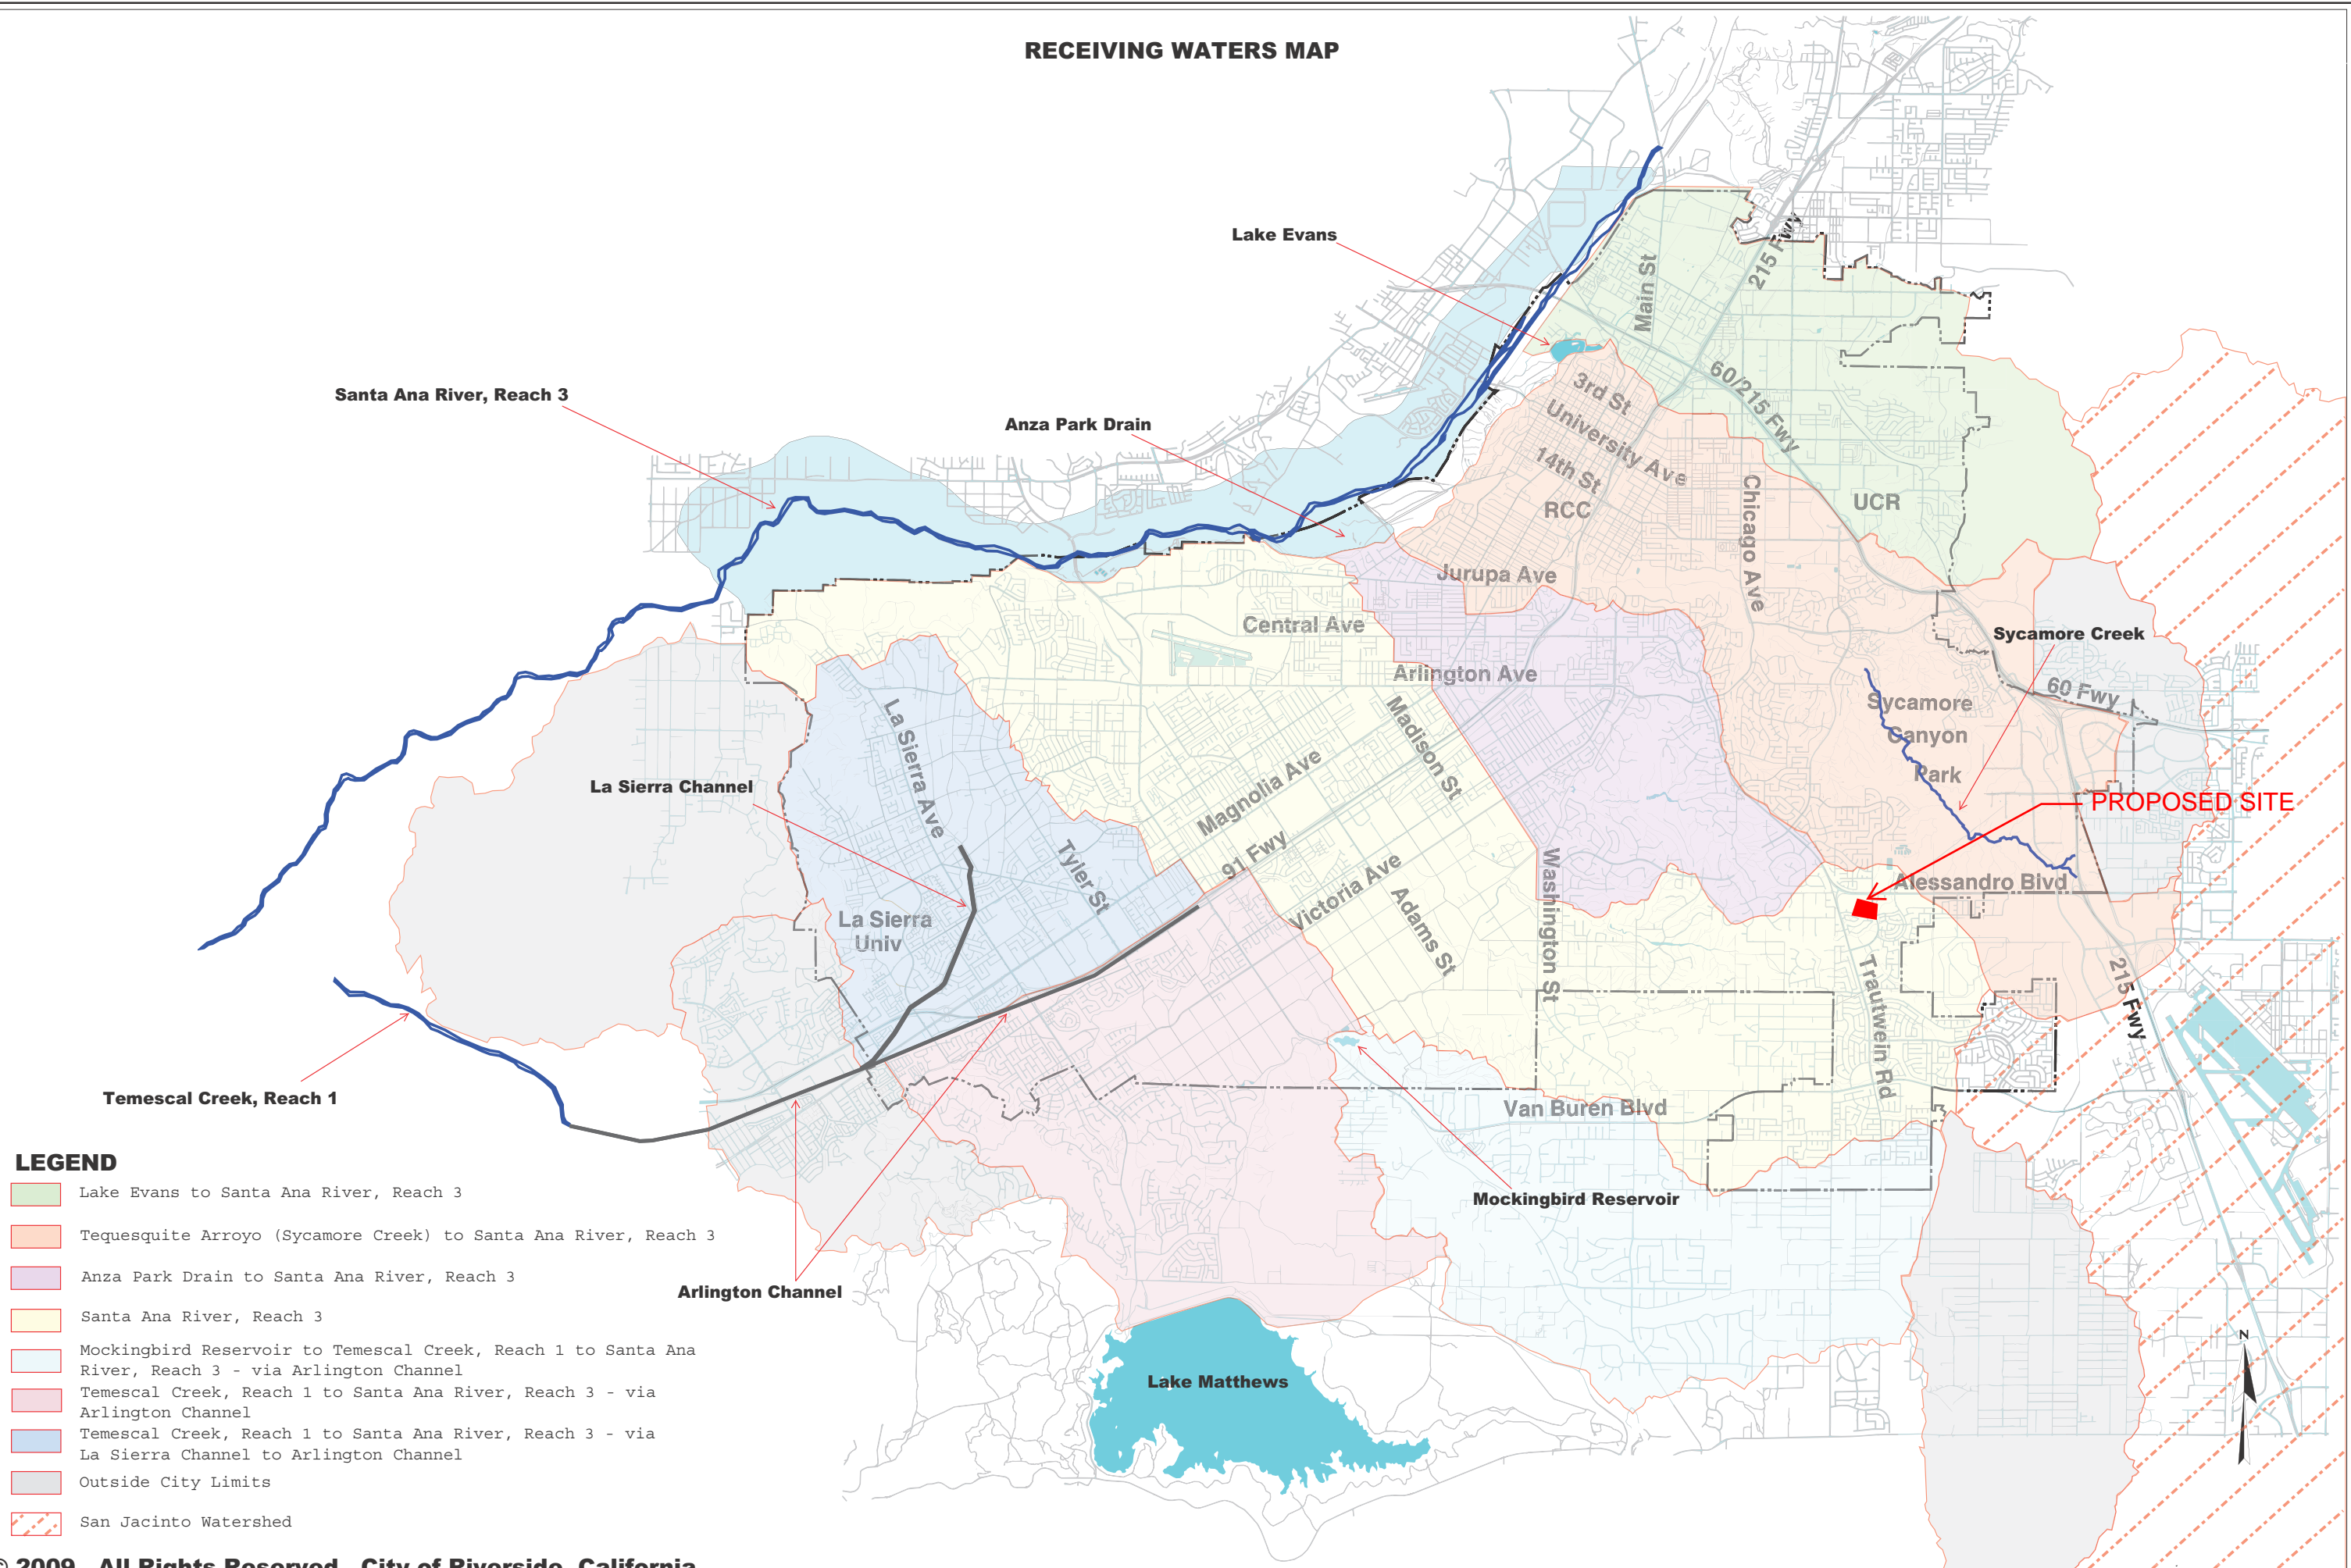 RECEIVING WATERS MAP
Lake Evans
Main St
215 Fwy
Santa Ana River, Reach 3
Anza Park Drain
3rd St
60/215 Fwy
University Ave
14th St
RCC
Chicago Ave
UCR
Jurupa Ave
Central Ave
Sycamore Creek
Arlington Ave
60 Fwy
Sycamore
Canyon
Park
La Sierra Ave
Madison St
Magnolia Ave
La Sierra Channel
PROPOSED SITE
Tyler St
91 Fwy
Victoria Ave
Washington St
Adams St
Alessandro Blvd
La Sierra
Univ
Trautwein Rd
215 Fwy
Temescal Creek, Reach 1
Van Buren Blvd
Mockingbird Reservoir
Arlington Channel
Lake Matthews
N
LEGEND
Lake Evans to Santa Ana River, Reach 3
Tequesquite Arroyo (Sycamore Creek) to Santa Ana River, Reach 3
Anza Park Drain to Santa Ana River, Reach 3
Santa Ana River, Reach 3
Mockingbird Reservoir to Temescal Creek, Reach 1 to Santa Ana
River, Reach 3 - via Arlington Channel
Temescal Creek, Reach 1 to Santa Ana River, Reach 3 - via
Arlington Channel
Temescal Creek, Reach 1 to Santa Ana River, Reach 3 - via
La Sierra Channel to Arlington Channel
Outside City Limits
San Jacinto Watershed
© 2009 All Rights Reserved City of Riverside, California